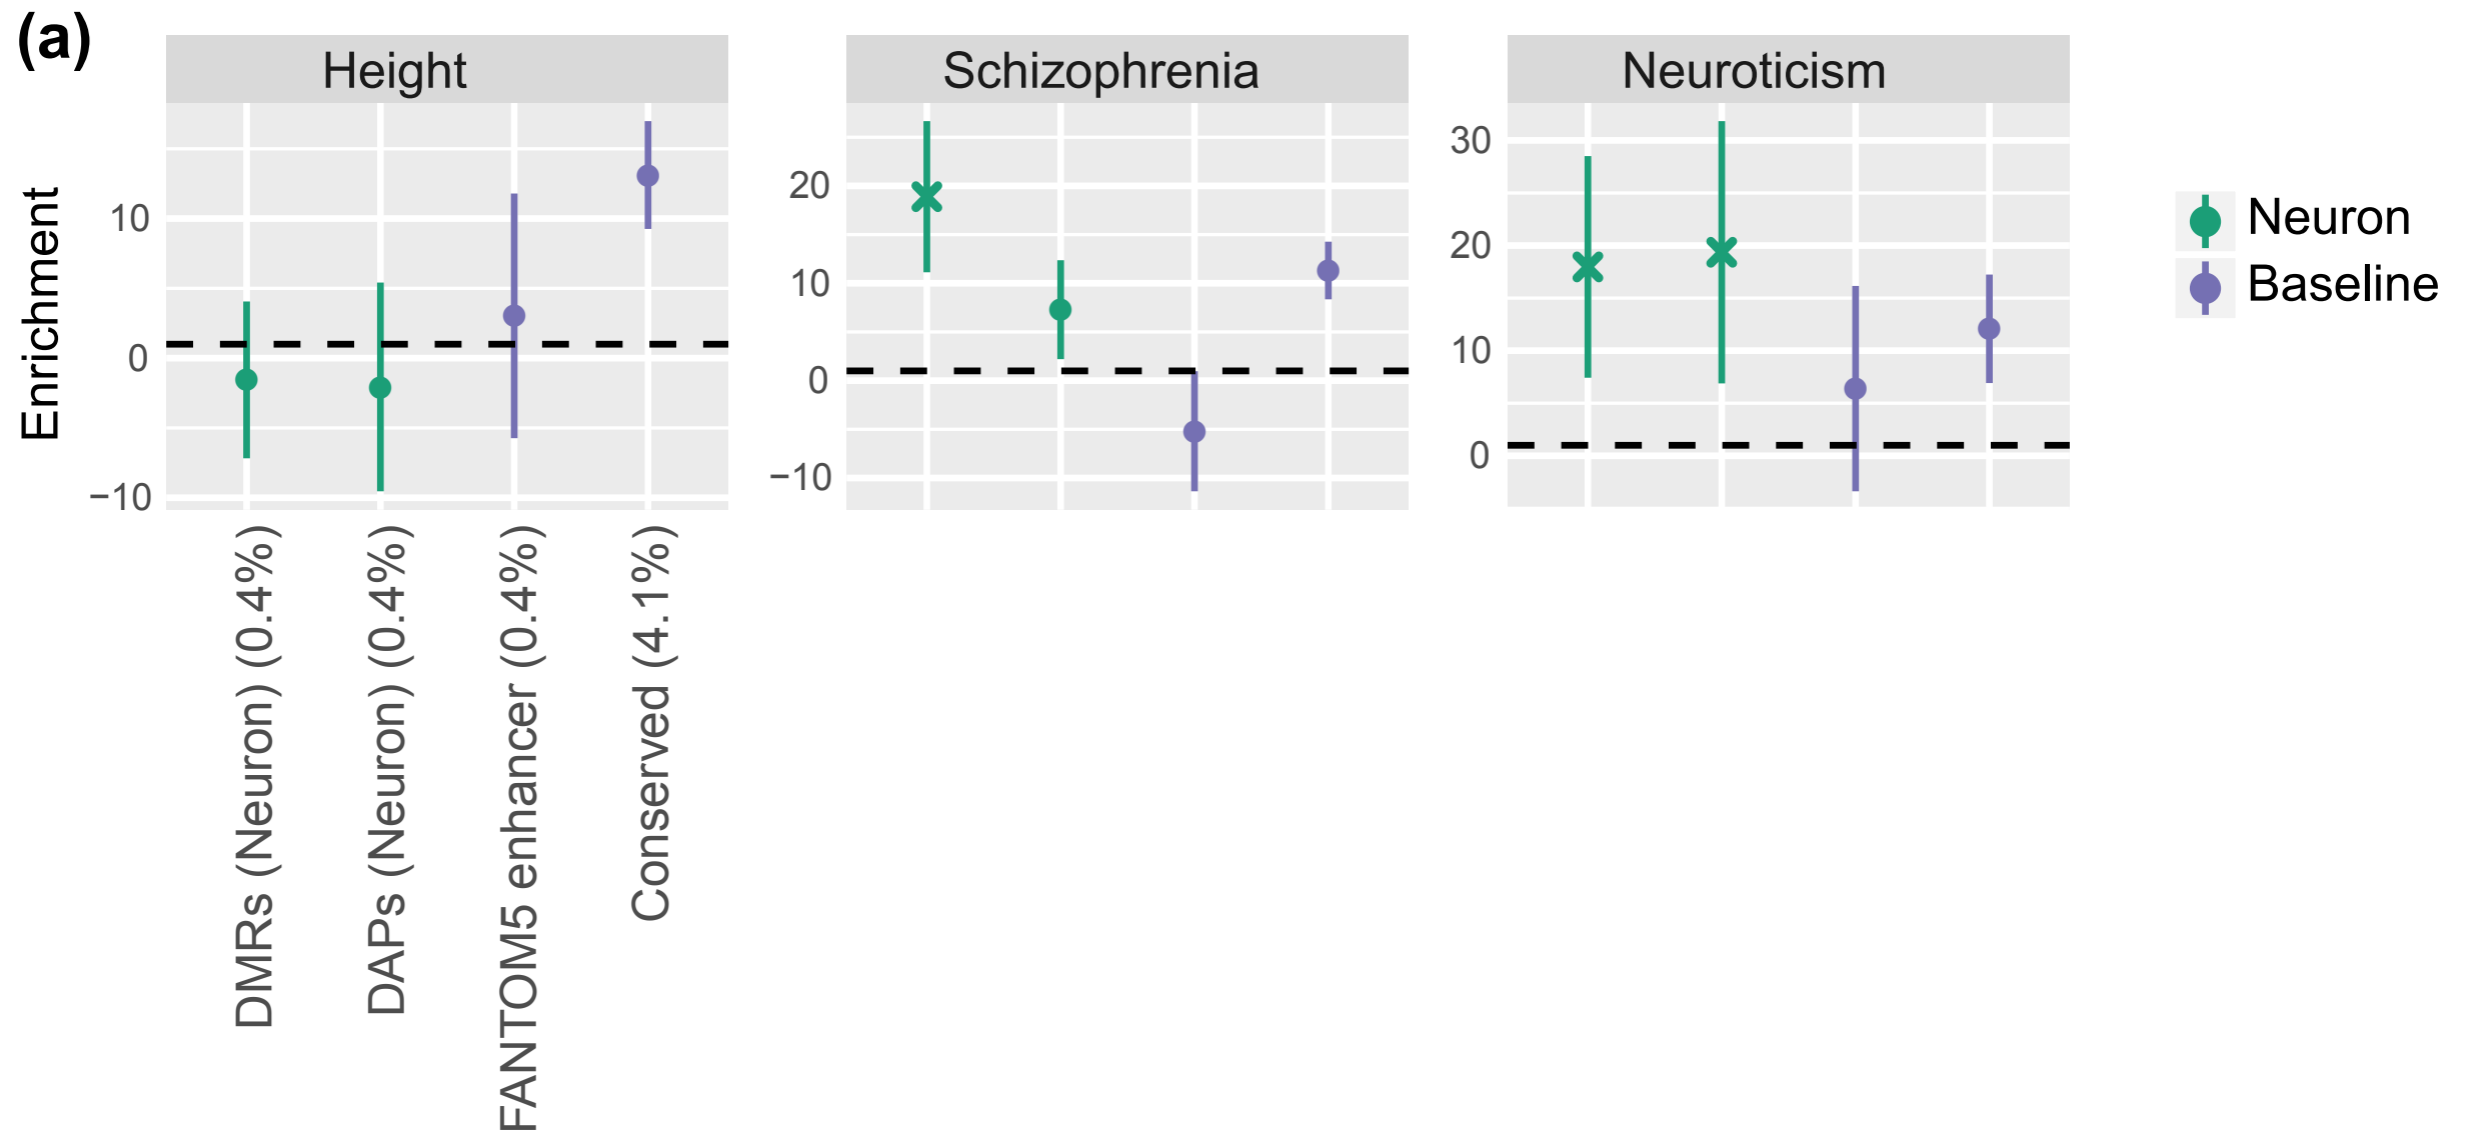 (a)
Height
Schizophrenia
Neuroticism
Enrichment
10
0
−10
20
10
0
−10
30
20
10
0
Neuron
Baseline
DMRs (Neuron) (0.4%)
DAPs (Neuron) (0.4%)
FANTOM5 enhancer (0.4%)
Conserved (4.1%)